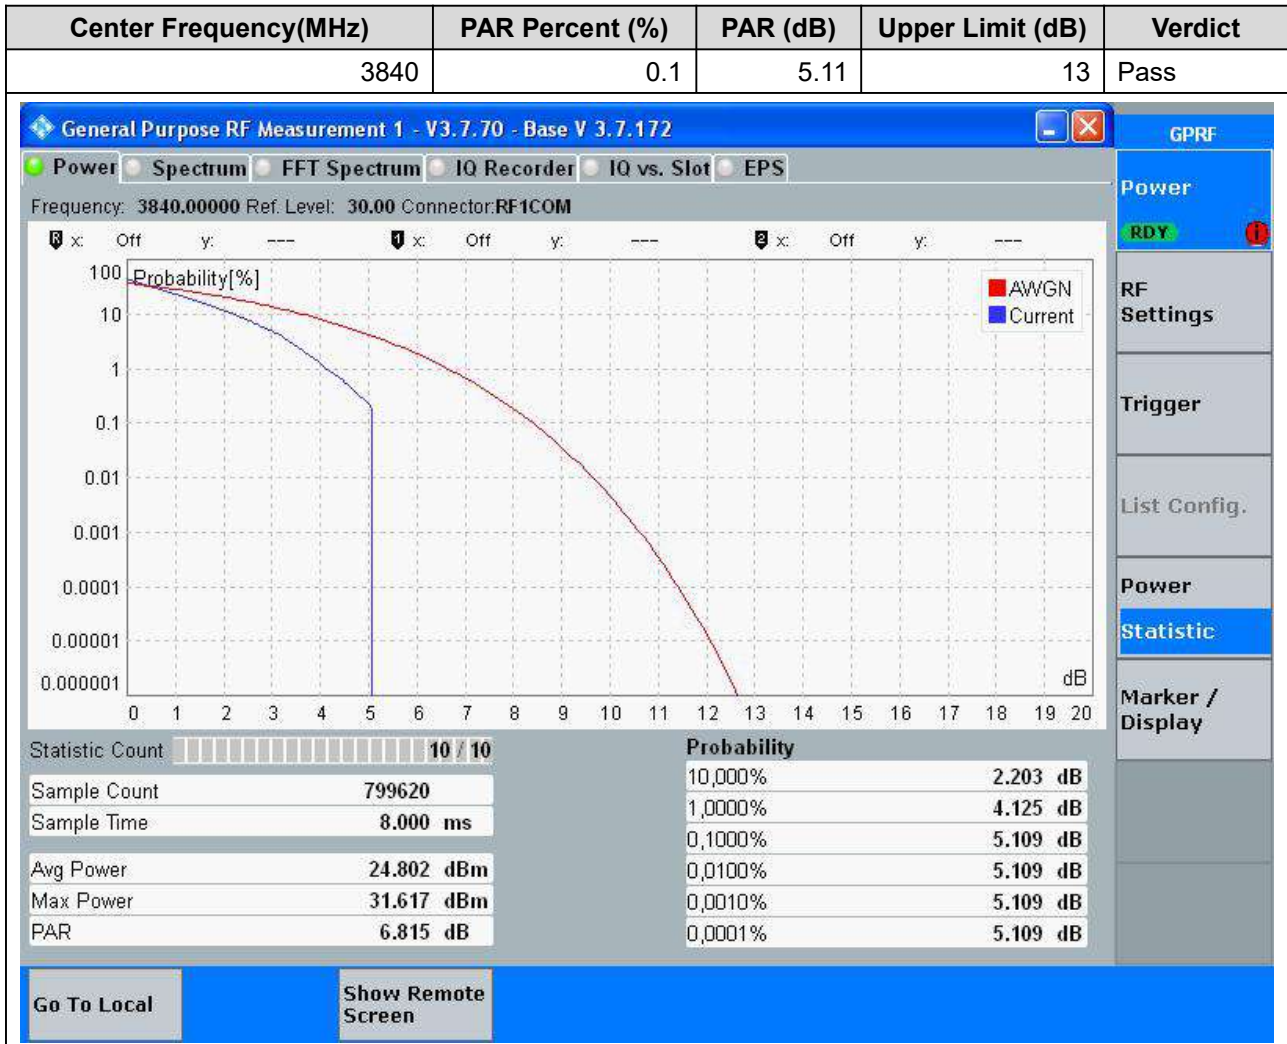 Center Frequency(MHz) PAR Percent (%) PAR (dB) Upper Limit (dB) Verdict
3840 0.1 5.11 13 Pass
General Purpose RF Measurement 1 - V3.7.70 - Base V 3.7.172
GPRF
Power Spectrum FFT Spectrum IQ Recorder IQ vs. Slot EPS
Frequency: 3840.00000 Ref. Level: 30.00 Connector:RF1COM
R x: Off y: --- 1 x: Off y: --- 2 x: Off y: ---
Probability[%]
100
10
1
0.1
0.01
0.001
0.0001
0.00001
0.000001
AWGN
Current
dB
0 1 2 3 4 5 6 7 8 9 10 11 12 13 14 15 16 17 18 19 20
Statistic Count 10 / 10
Sample Count 799620
Sample Time 8.000 ms
Avg Power 24.802 dBm
Max Power 31.617 dBm
PAR 6.815 dB
Probability
10,000% 2.203 dB
1,0000% 4.125 dB
0,1000% 5.109 dB
0,0100% 5.109 dB
0,0010% 5.109 dB
0,0001% 5.109 dB
Power
RDY
RF
Settings
Trigger
List Config.
Power
Statistic
Marker /
Display
Go To Local
Show Remote
Screen